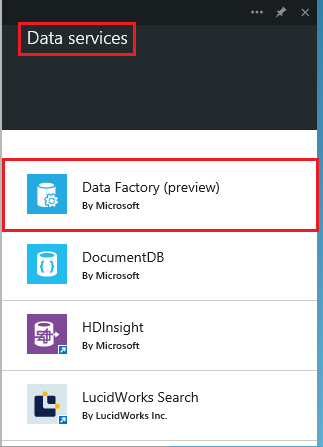 Data services
Data Factory (preview)
By Microsoft
DocumentDB
By Microsoft
HDInsight
By Microsoft
LucidWorks Search
By LucidWorks Inc.